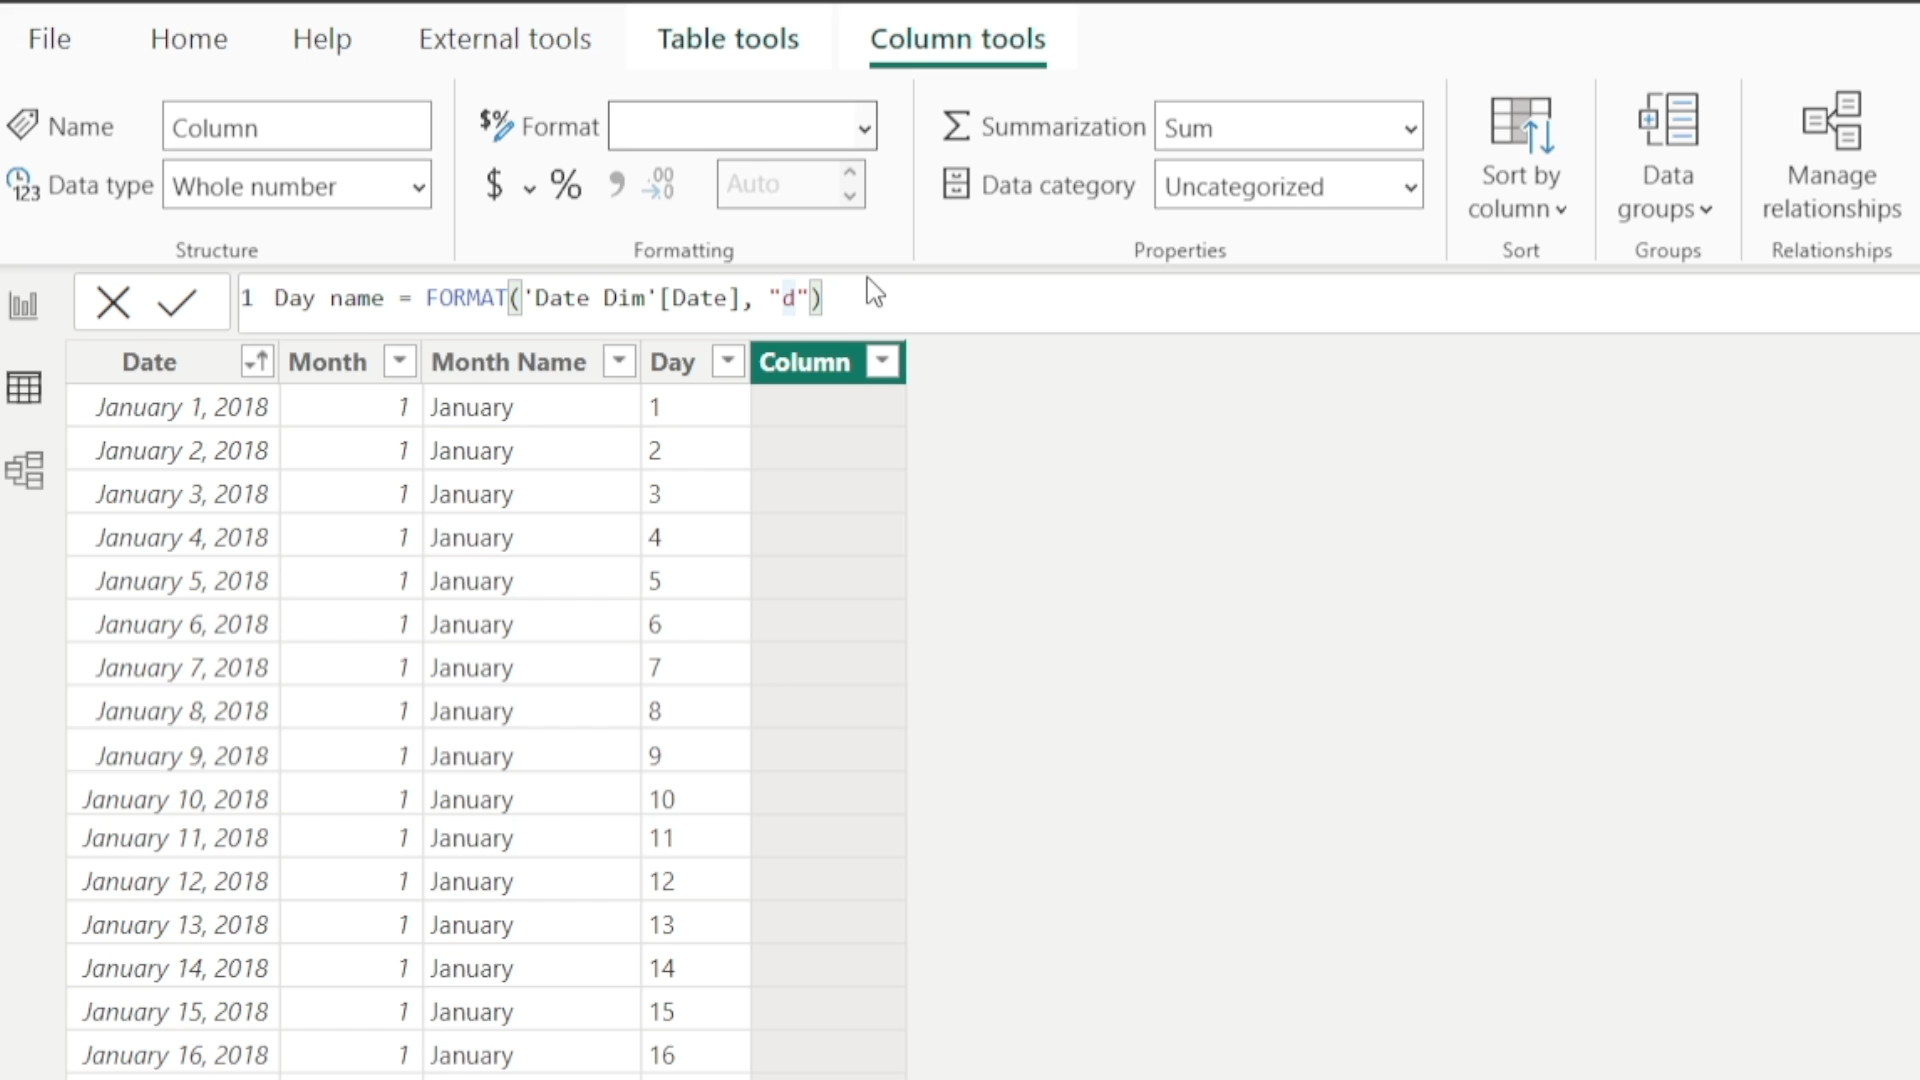 File Home Help External tools Table tools Column tools
Name Column $% Format Summarization Sum
123 Data type Whole number $ % , .00 →0 Auto Data category Uncategorized
Sort by column
Data groups
Manage relationships
Structure Formatting Properties Sort Groups Relationships
1 Day name = FORMAT('Date Dim'[Date], "d")
Date Month Month Name Day Column
January 1, 2018 1 January 1
January 2, 2018 1 January 2
January 3, 2018 1 January 3
January 4, 2018 1 January 4
January 5, 2018 1 January 5
January 6, 2018 1 January 6
January 7, 2018 1 January 7
January 8, 2018 1 January 8
January 9, 2018 1 January 9
January 10, 2018 1 January 10
January 11, 2018 1 January 11
January 12, 2018 1 January 12
January 13, 2018 1 January 13
January 14, 2018 1 January 14
January 15, 2018 1 January 15
January 16, 2018 1 January 16